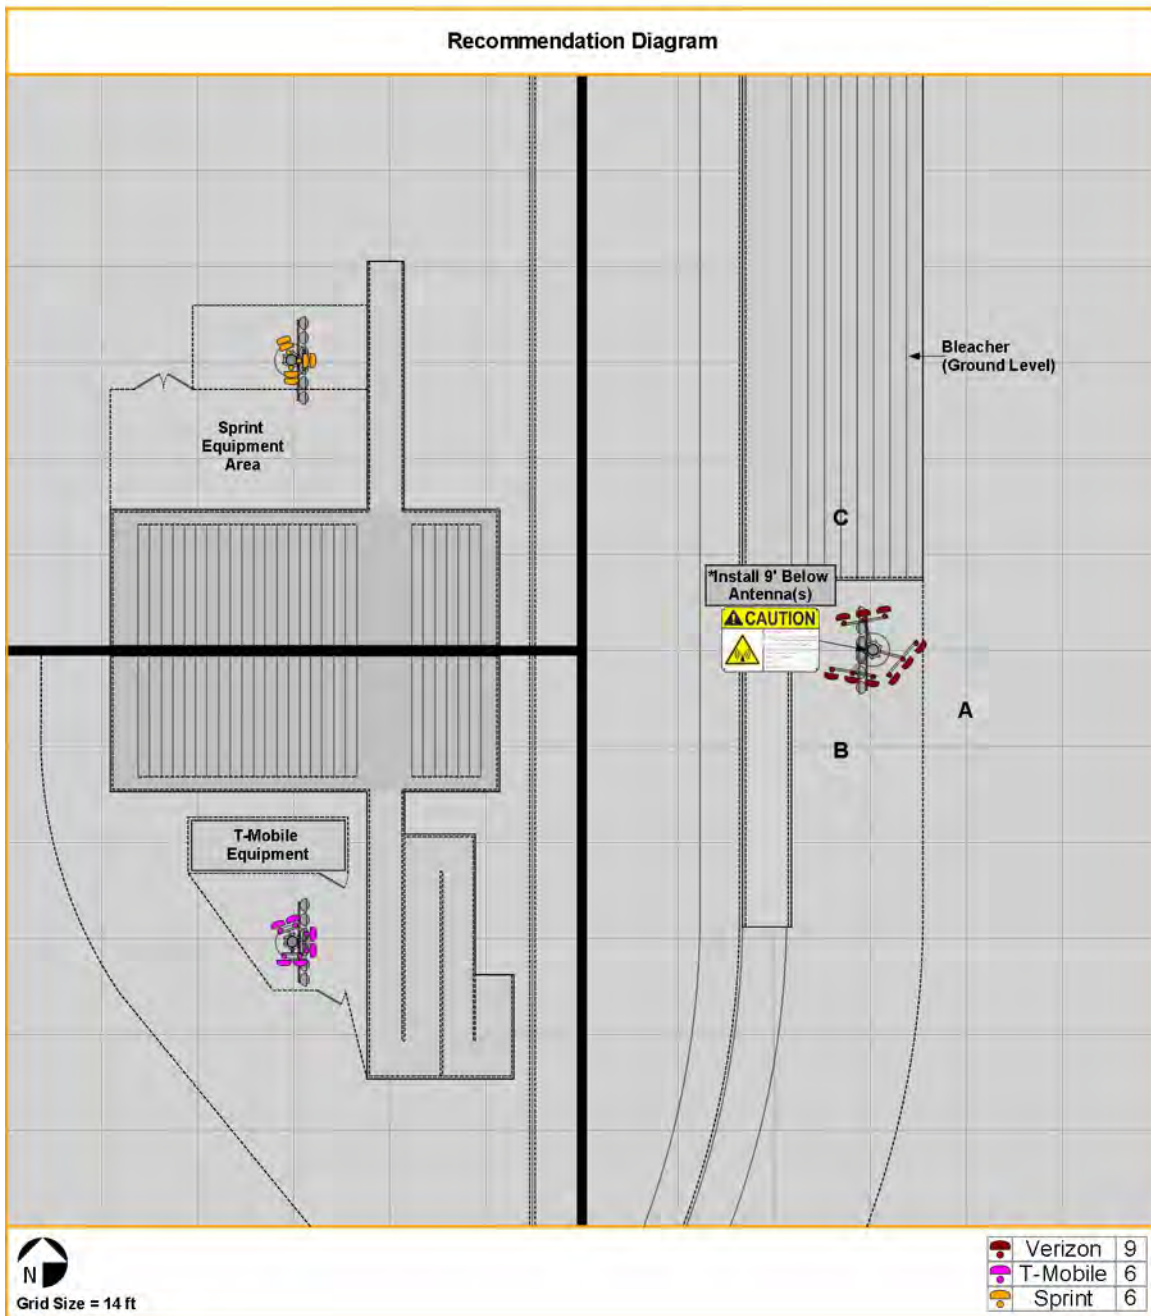 Recommendation Diagram
Bleacher
(Ground Level)
Sprint
Equipment
Area
C
*Install 9' Below
Antenna(s)
CAUTION
A
B
T-Mobile
Equipment
N
Grid Size = 14 ft
Verizon 9
T-Mobile 6
Sprint 6